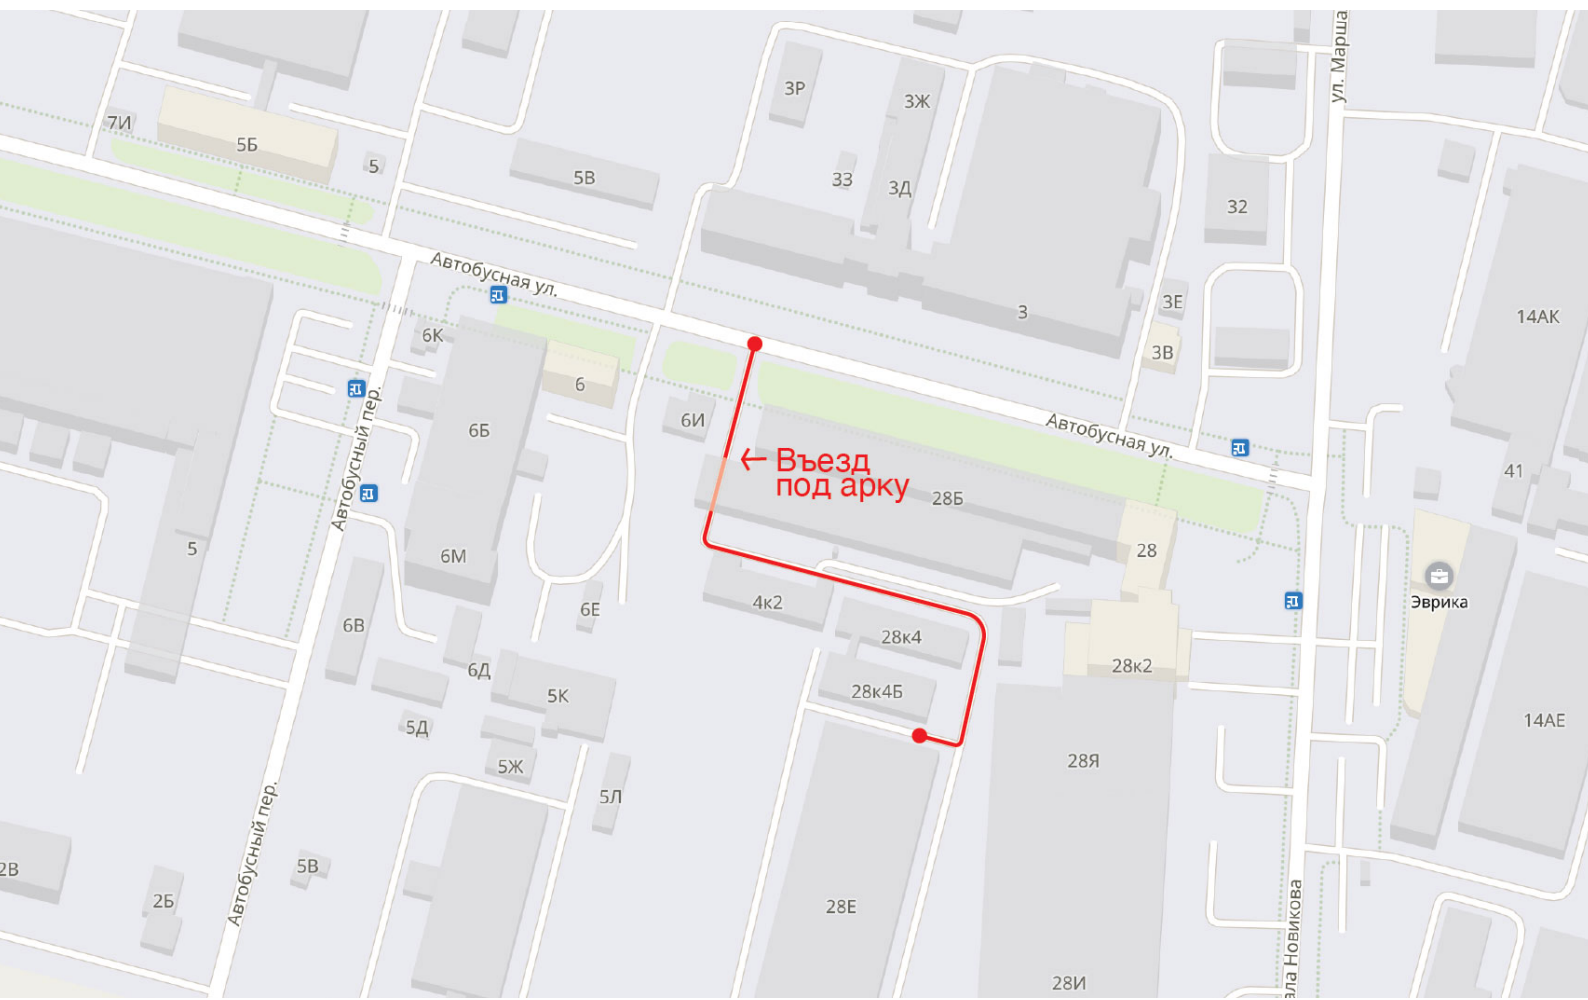 ул. Марша
3Р
3Ж
7И
5Б
5
5В
33
3Д
32
Автобусная ул.
3Е
3
14АК
6К
3В
6
6И
6Б
Автобусная ул.
Автобусный пер.
← Въезд
под арку
28Б
41
5
6М
28
Эврика
4к2
6Е
6В
28к4
28к2
6Д
28к4Б
5К
5Д
14АЕ
5Ж
28Я
5Л
Автобусный пер.
2В
5В
2Б
28Е
ала Новикова
28И